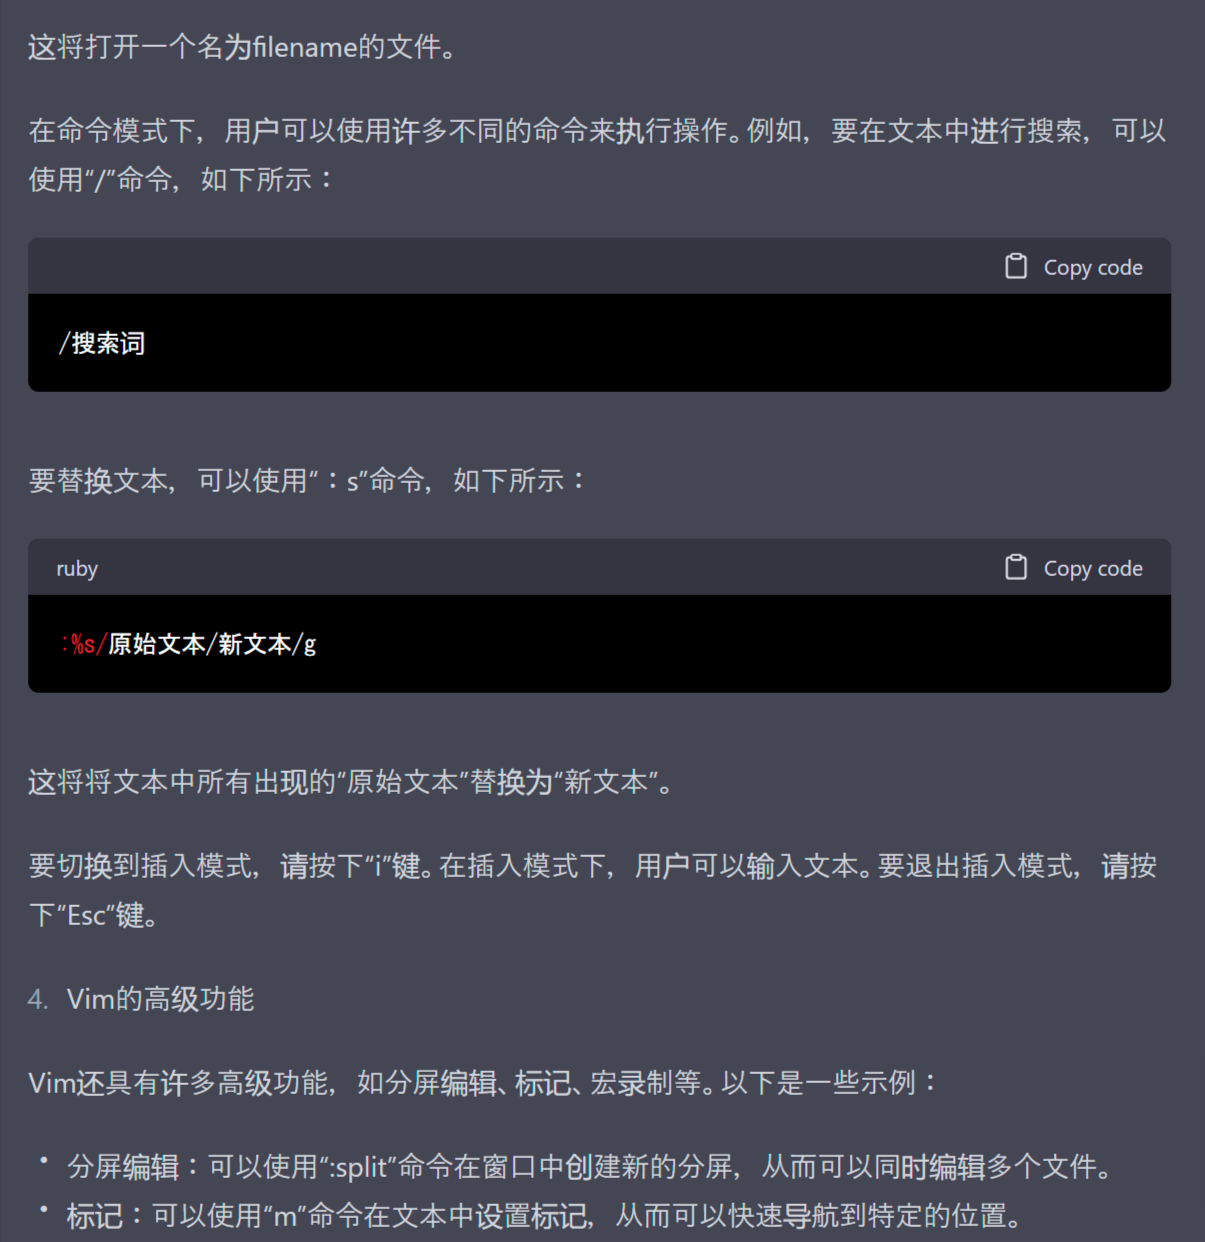 这将打开一个名为filename的文件。
在命令模式下，用户可以使用许多不同的命令来执行操作。例如，要在文本中进行搜索，可以
使用“/”命令，如下所示：
Copy code
/搜索词
要替换文本，可以使用“：s”命令，如下所示：
ruby Copy code
:%s/原始文本/新文本/g
这将将文本中所有出现的“原始文本”替换为“新文本”。
要切换到插入模式，请按下“i”键。在插入模式下，用户可以输入文本。要退出插入模式，请按
下“Esc”键。
4. Vim的高级功能
Vim还具有许多高级功能，如分屏编辑、标记、宏录制等。以下是一些示例：
• 分屏编辑：可以使用“:split”命令在窗口中创建新的分屏，从而可以同时编辑多个文件。
• 标记：可以使用“m”命令在文本中设置标记，从而可以快速导航到特定的位置。